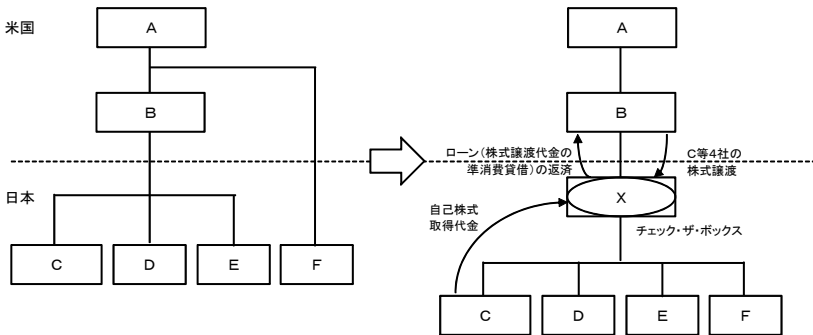 米国
A
B
日本
C
D
E
F
A
B
ローン(株式譲渡代金の
準消費貸借)の返済
C等4社の
株式譲渡
X
自己株式
取得代金
チェック・ザ・ボックス
C
D
E
F